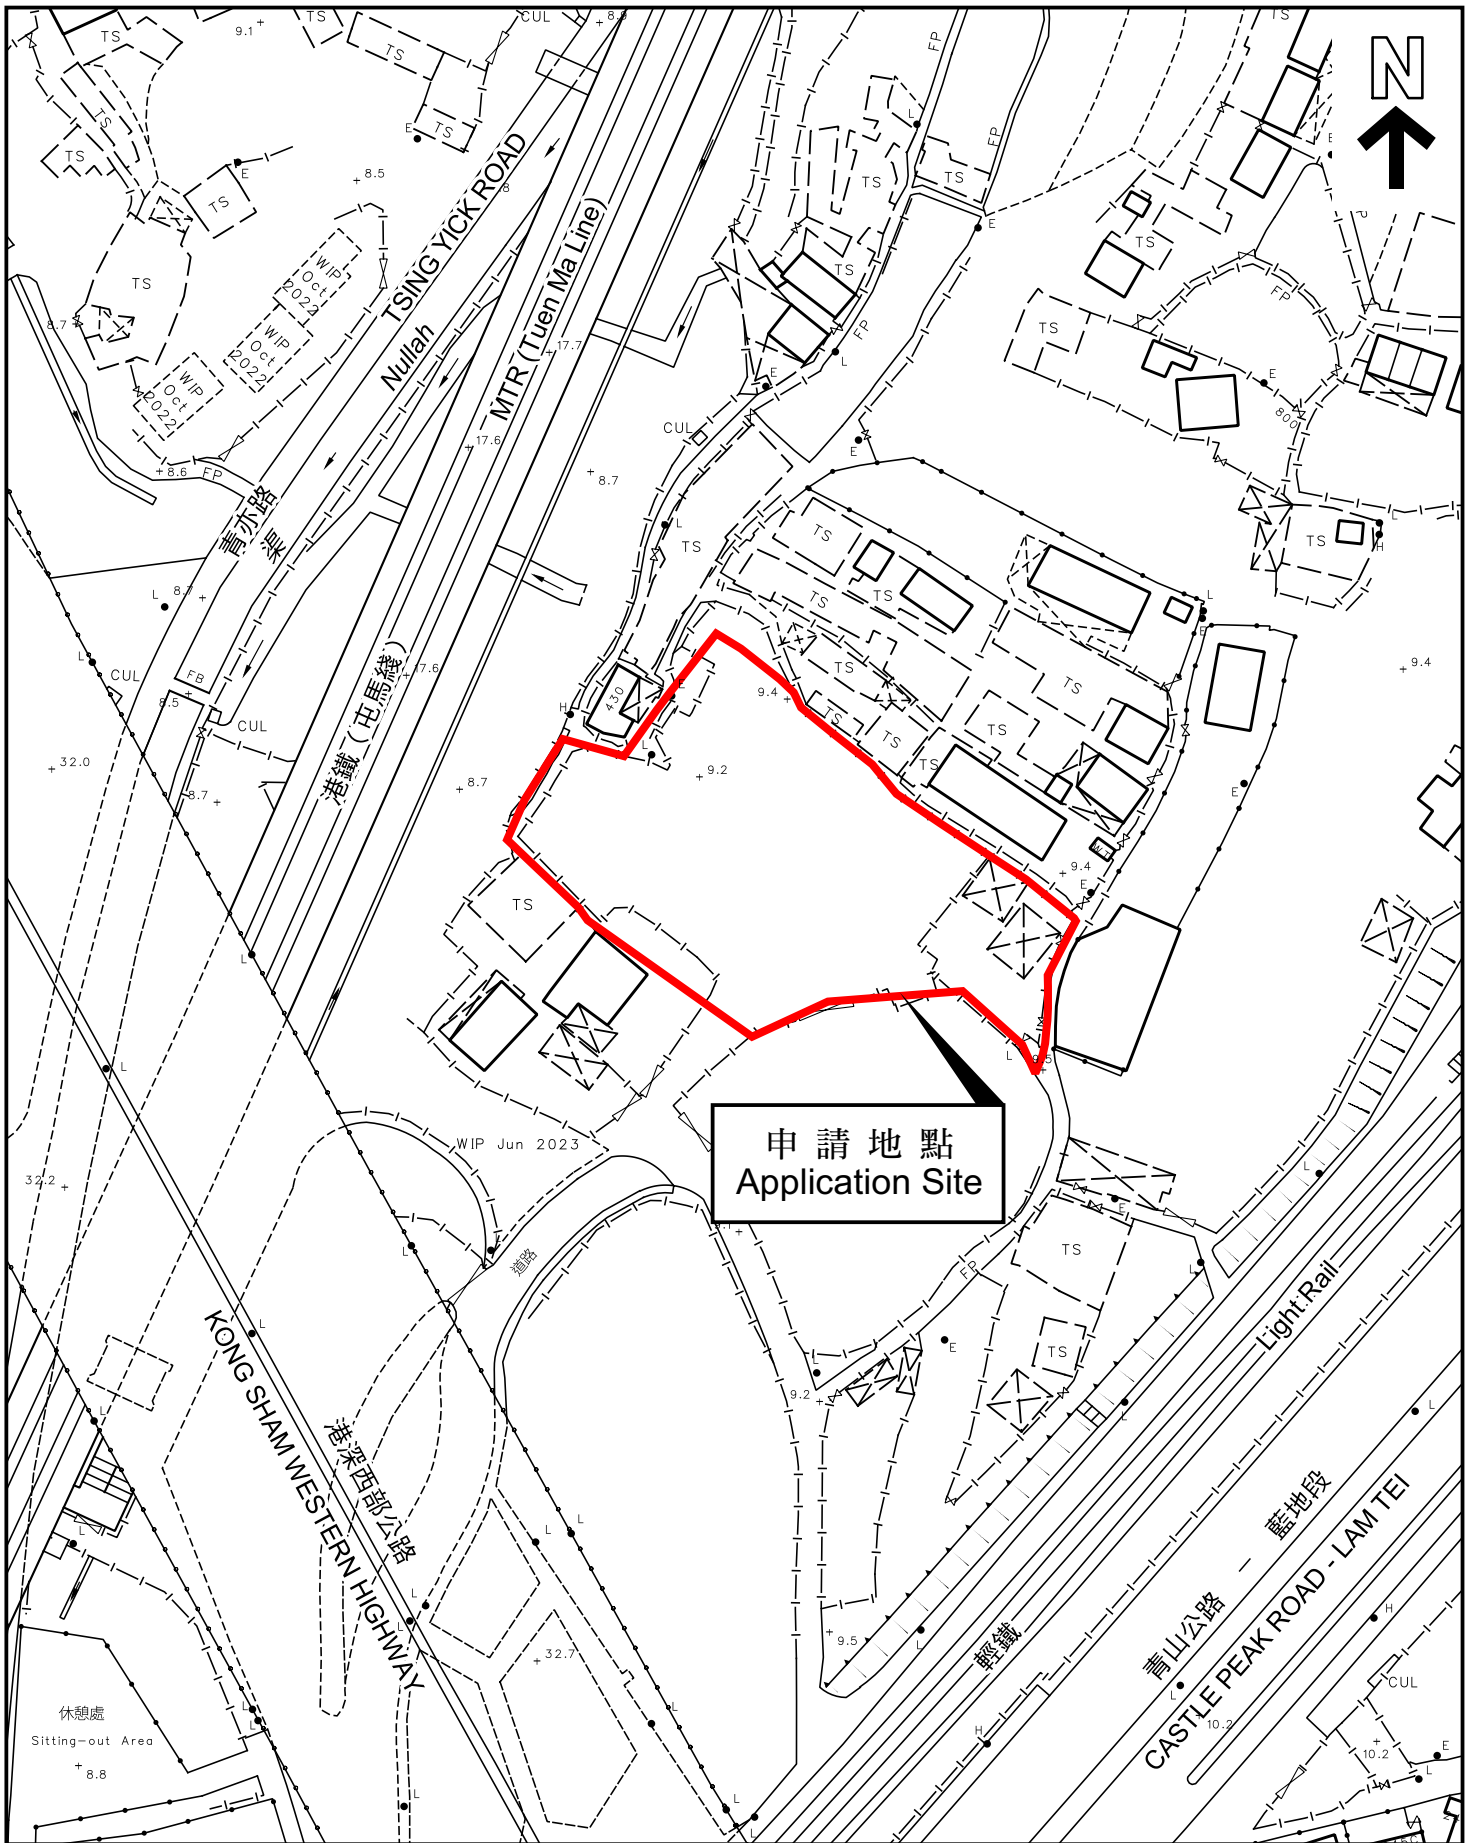 CUL
8.9
TS
TS
TS
9.1
TS
TS
FP
N
TS
TS
E
TS
TS
E
8.5
TS
TSING YICK ROAD
8
MTR (Tuen Ma Line)
L
FP
TS
TS
E
TS
TS
FP
WIP
Oct
2022
WIP
Oct
2022
WIP
Oct
2022
8.7
Nullah
17.7
FP
L
TS
E
E
800
CUL
E
17.6
8.7
8.6
FP
青亦路
渠
L
TS
TS
TS
TS
TS
L
H
L
E
L
8.7
L
CUL
FB
8.5
CUL
17.6
港鐵（屯馬綫）
430
E
H
L
9.4
TS
TS
TS
TS
TS
TS
9.4
32.0
8.7
8.7
9.2
E
W T
9.4
E
TS
L
L
L
9.5
申請地點
Application Site
WIP Jun 2023
32.2
9.1
L
E
L
L
L
道路
FP
TS
L
KONG SHAM WESTERN HIGHWAY
港深西部公路
L
E
TS
L
9.2
L
Light Rail
L
L
L
L
L
L
L
32.7
9.5
L
輕鐵
青山公路 － 藍地段
CASTLE PEAK ROAD - LAM TEI
L
H
CUL
休憩處
Sitting-out Area
8.8
L
L
L
L
L
L
H
10.2
10.2
E
L